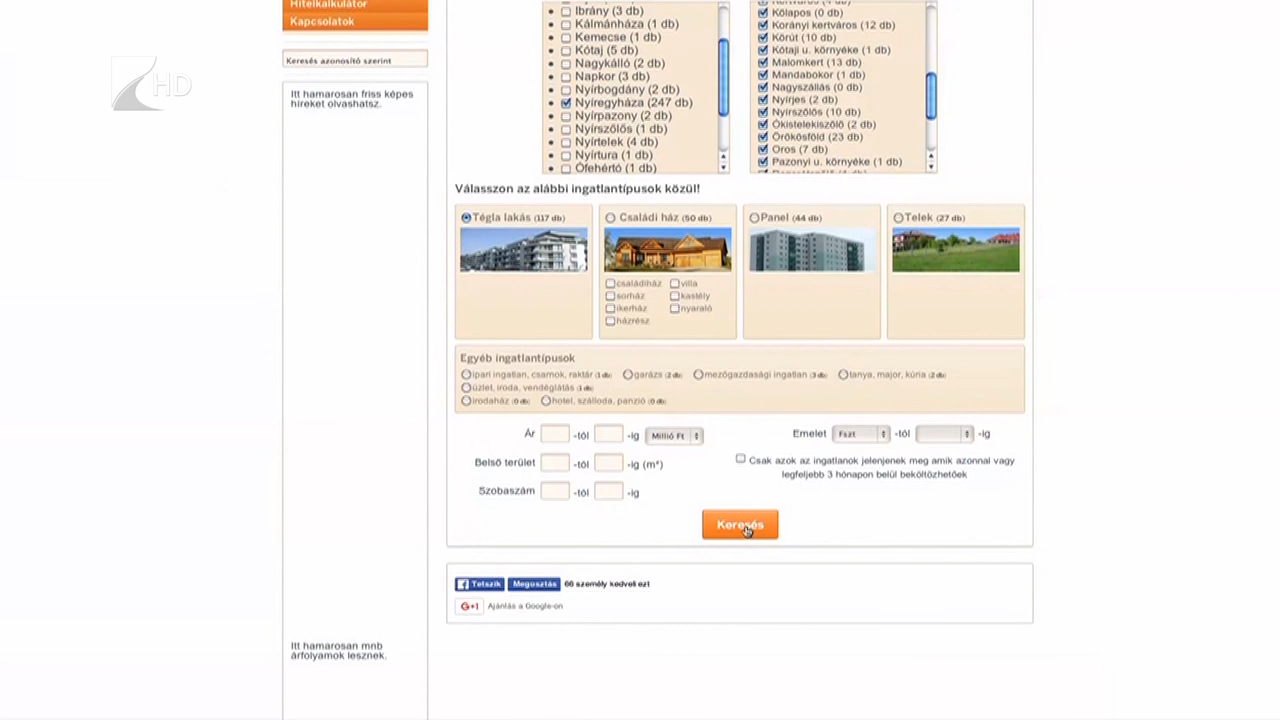 Hitelkalkulátor
Kapcsolatok
Keresés azonosító szerint
HD
Itt hamarosan friss képes
híreket olvashatsz.
Itt hamarosan mnb
árfolyamok lesznek.
Ibrány (3 db)
Kálmánháza (1 db)
Kemecse (1 db)
Kótaj (5 db)
Nagykálló (2 db)
Napkor (3 db)
Nyírbogdány (2 db)
Nyíregyháza (247 db)
Nyírpazony (2 db)
Nyírszőlős (1 db)
Nyírtelek (4 db)
Nyírtura (1 db)
Ófehértó (1 db)
Kőlapos (0 db)
Korányi kertváros (12 db)
Körút (10 db)
Kótaji u. környéke (1 db)
Malomkert (13 db)
Mandabokor (1 db)
Nagyszállás (0 db)
Nyírjes (2 db)
Nyírszőlős (10 db)
Ókistelekiszőlő (2 db)
Örökösföld (23 db)
Oros (7 db)
Pazonyi u. környéke (1 db)
Válasszon az alábbi ingatlantípusok közül!
Tégla lakás (117 db)
Családi ház (50 db)
Panel (44 db)
Telek (27 db)
családiház villa
sorház kastély
ikerház nyaraló
házrész
Egyéb ingatlantípusok
ipari ingatlan, csarnok, raktár garázs mezőgazdasági ingatlan tanya, major, kúria
üzlet, iroda, vendéglátás
irodaház hotel, szálloda, panzió
Ár -tól -ig Millió Ft Emelet Fszt -tól -ig
Belső terület -tól -ig (m²) Csak azok az ingatlanok jelenjenek meg amik azonnal vagy
legfeljebb 3 hónapon belül beköltözhetőek
Szobaszám -tól -ig
Keresés
Tetszik Megosztás 66 személy kedveli ezt
G+1 Ajánlás a Google-on